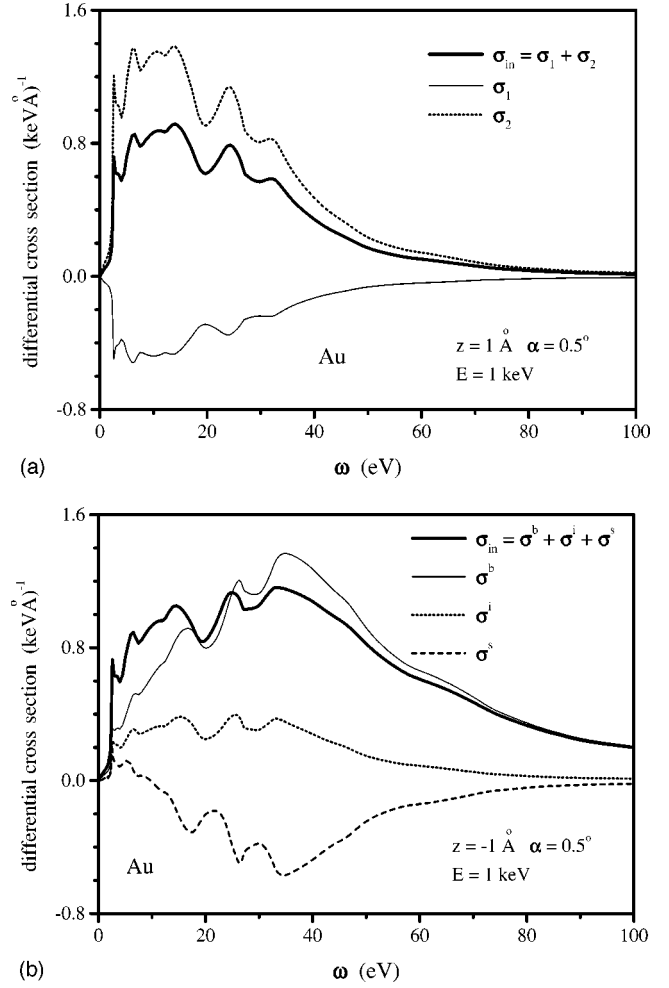 1.6
σin = σ1 + σ2
σ1
σ2
0.8
0.0
-0.8
differential cross section (keVÅ)-1
Au
z = 1 Å α = 0.5°
E = 1 keV
0 20 40 60 80 100
(a)
ω (eV)
1.6
σin = σb + σi + σs
σb
σi
σs
0.8
0.0
-0.8
differential cross section (keVÅ)-1
Au
z = -1 Å α = 0.5°
E = 1 keV
0 20 40 60 80 100
(b)
ω (eV)